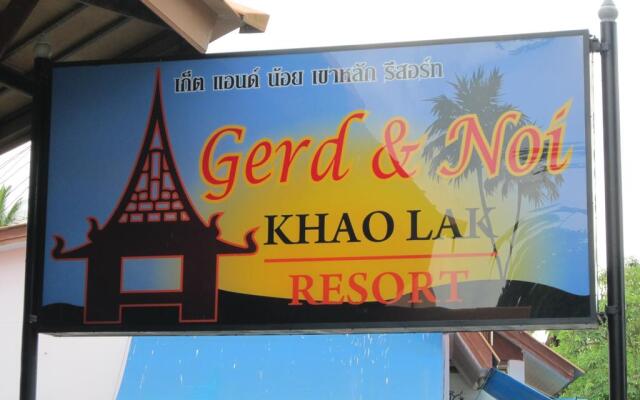 เก็ต แอนด์ น้อย เขาหลัก รีสอร์ท
Gerd & Noi
KHAO LAK
RESORT